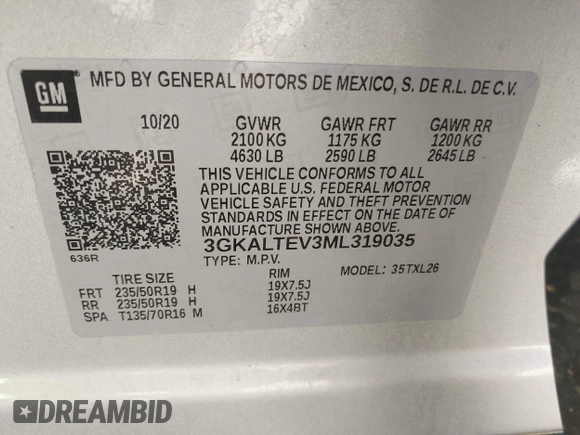 GM
MFD BY GENERAL MOTORS DE MEXICO, S. DE R.L. DE C.V.
10/20 GVWR GAWR FRT GAWR RR
2100 KG 1175 KG 1200 KG
4630 LB 2590 LB 2645 LB
THIS VEHICLE CONFORMS TO ALL
APPLICABLE U.S. FEDERAL MOTOR
VEHICLE SAFETY AND THEFT PREVENTION
STANDARDS IN EFFECT ON THE DATE OF
MANUFACTURE SHOWN ABOVE.
636R
3GKALTEV3ML319035
TYPE: M.P.V. MODEL: 35TXL26
TIRE SIZE RIM
FRT 235/50R19 H 19X7.5J
RR 235/50R19 H 19X7.5J
SPA T135/70R16 M 16X4BT
DREAMBID